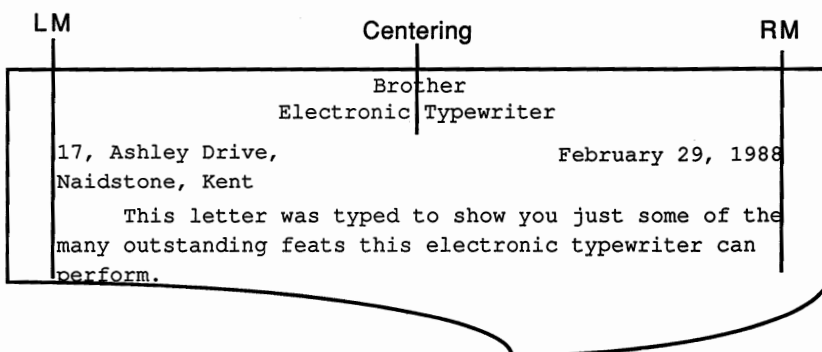 LM Centering RM
Brother
Electronic Typewriter
17, Ashley Drive, February 29, 1988
Naidstone, Kent
This letter was typed to show you just some of the
many outstanding feats this electronic typewriter can
perform.